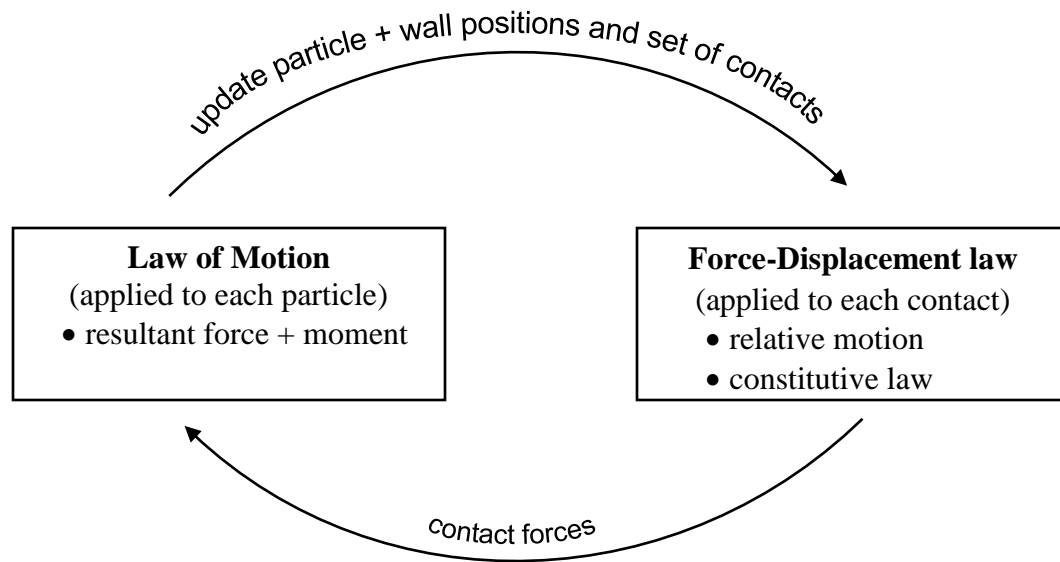 update particle + wall positions and set of contacts
Law of Motion
(applied to each particle)
• resultant force + moment
Force-Displacement law
(applied to each contact)
• relative motion
• constitutive law
contact forces